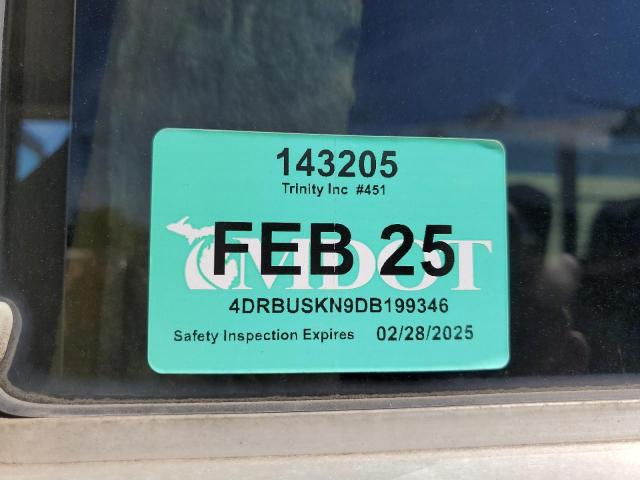 143205
Trinity Inc #451
MDOT
FEB 25
4DRBUSKN9DB199346
Safety Inspection Expires 02/28/2025